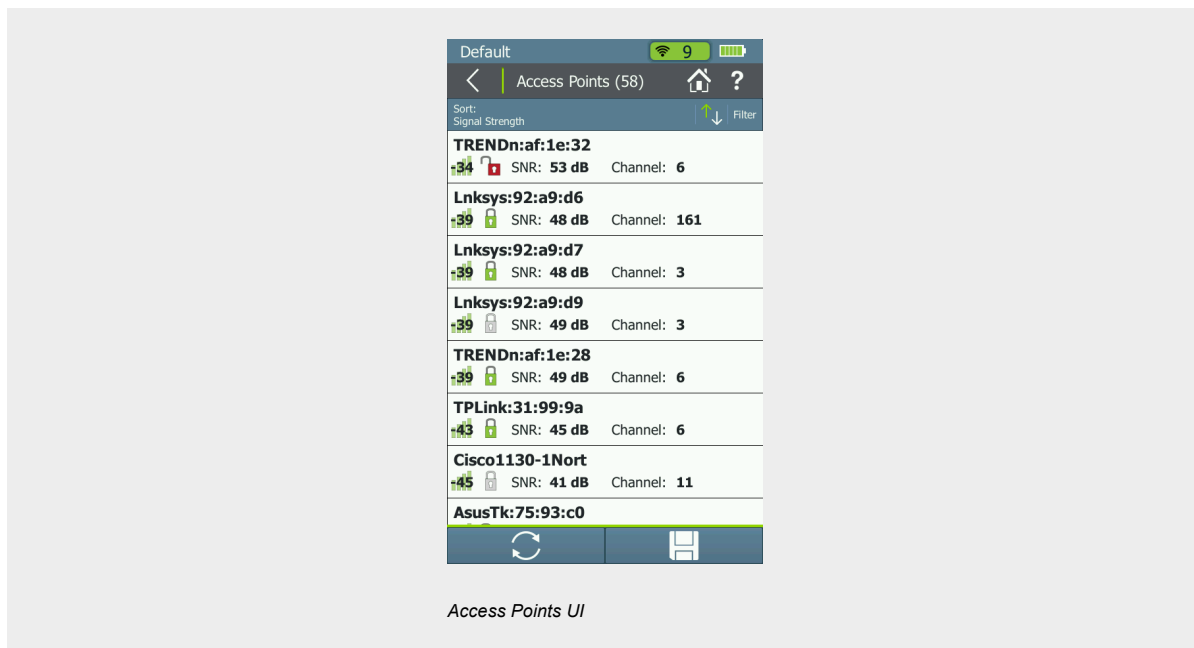 Default 9
Access Points (58) ?
Sort:
Signal Strength
Filter
TRENDn:af:1e:32
-34 SNR: 53 dB Channel: 6
Lnksys:92:a9:d6
-39 SNR: 48 dB Channel: 161
Lnksys:92:a9:d7
-39 SNR: 48 dB Channel: 3
Lnksys:92:a9:d9
-39 SNR: 49 dB Channel: 3
TRENDn:af:1e:28
-39 SNR: 49 dB Channel: 6
TPLink:31:99:9a
-43 SNR: 45 dB Channel: 6
Cisco1130-1Nort
-45 SNR: 41 dB Channel: 11
AsusTk:75:93:c0
Access Points UI